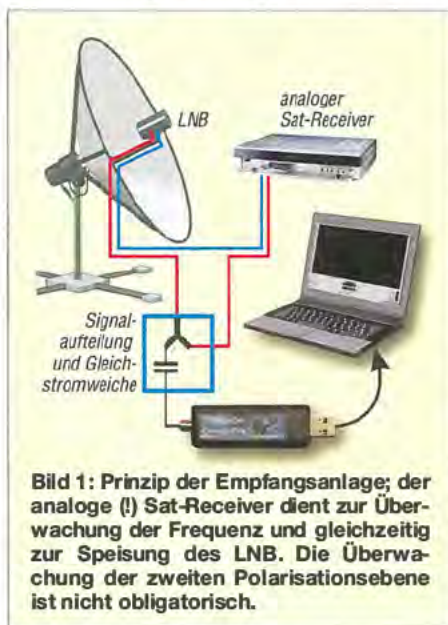 LNB
analoger
Sat-Receiver
Signal-
aufteilung
und Gleich-
stromweiche
Bild 1: Prinzip der Empfangsanlage; der
analoge (!) Sat-Receiver dient zur Über-
wachung der Frequenz und gleichzeitig
zur Speisung des LNB. Die Überwa-
chung der zweiten Polarisationsebene
ist nicht obligatorisch.